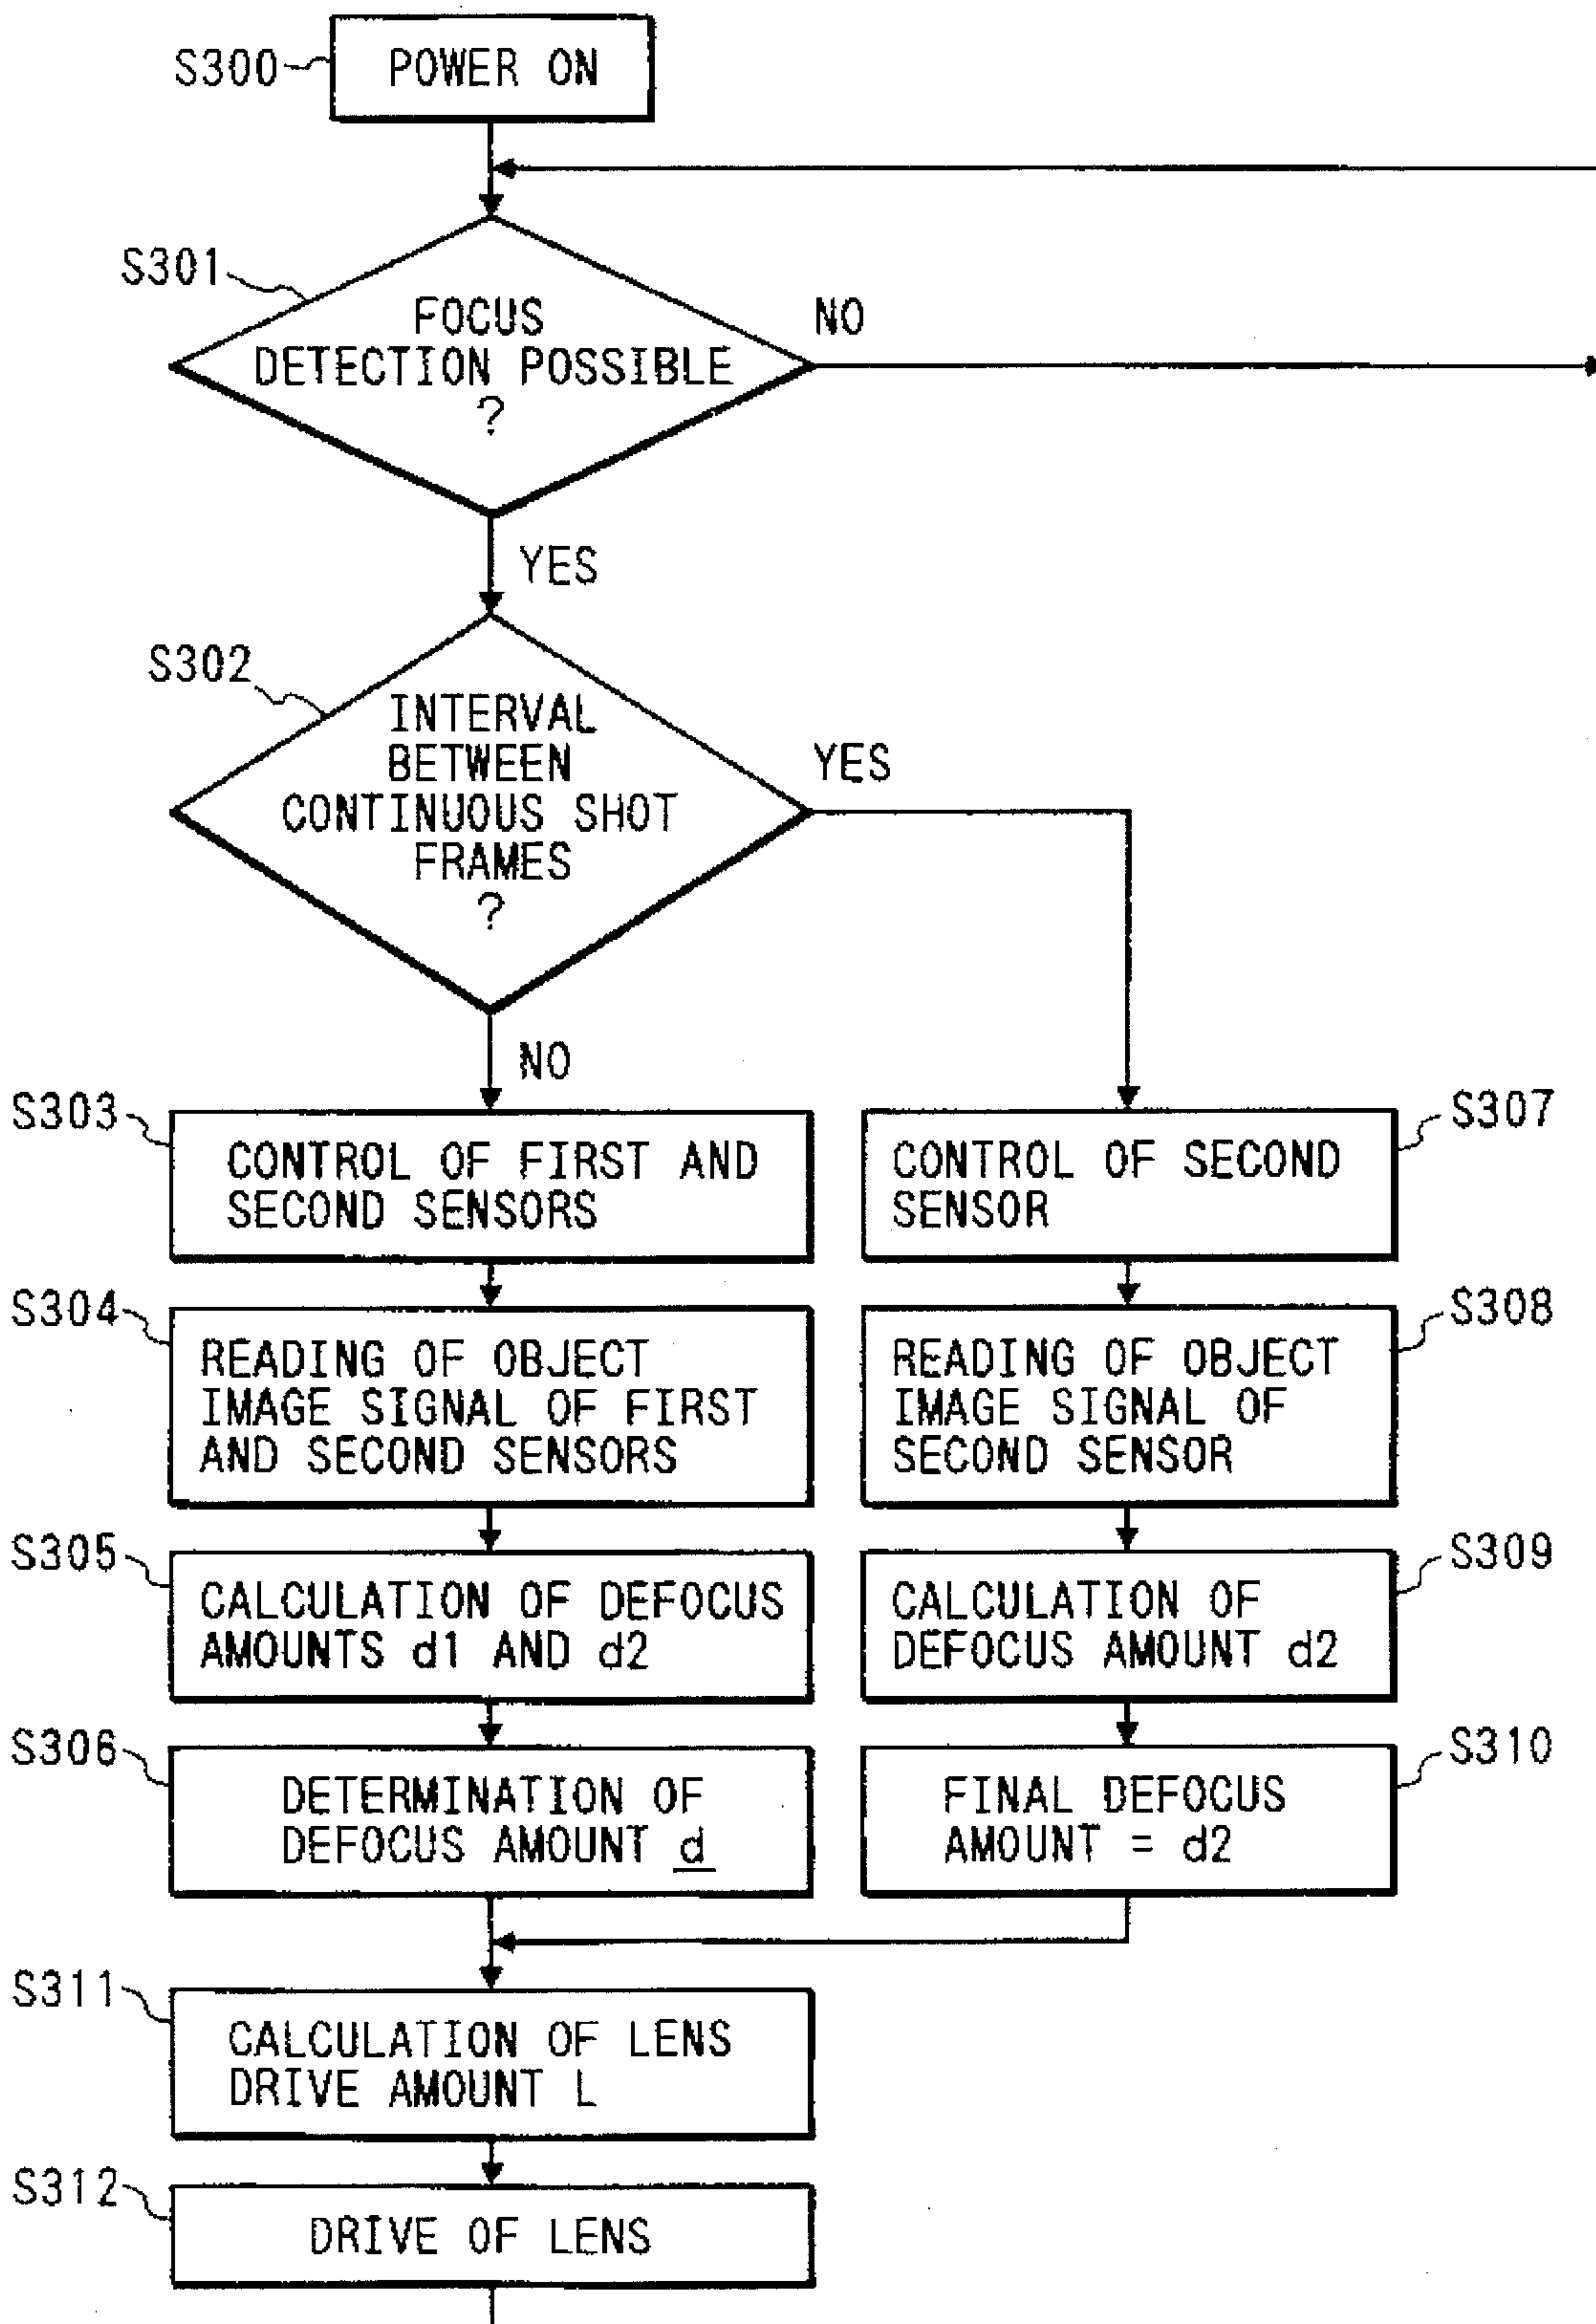 S300
POWER ON
S301
FOCUS
DETECTION POSSIBLE
?
NO
YES
S302
INTERVAL
BETWEEN
CONTINUOUS SHOT
FRAMES
?
YES
NO
S303
CONTROL OF FIRST AND
SECOND SENSORS
S307
CONTROL OF SECOND
SENSOR
S304
READING OF OBJECT
IMAGE SIGNAL OF FIRST
AND SECOND SENSORS
S308
READING OF OBJECT
IMAGE SIGNAL OF
SECOND SENSOR
S305
CALCULATION OF DEFOCUS
AMOUNTS d1 AND d2
S309
CALCULATION OF
DEFOCUS AMOUNT d2
S306
DETERMINATION OF
DEFOCUS AMOUNT d
S310
FINAL DEFOCUS
AMOUNT = d2
S311
CALCULATION OF LENS
DRIVE AMOUNT L
S312
DRIVE OF LENS